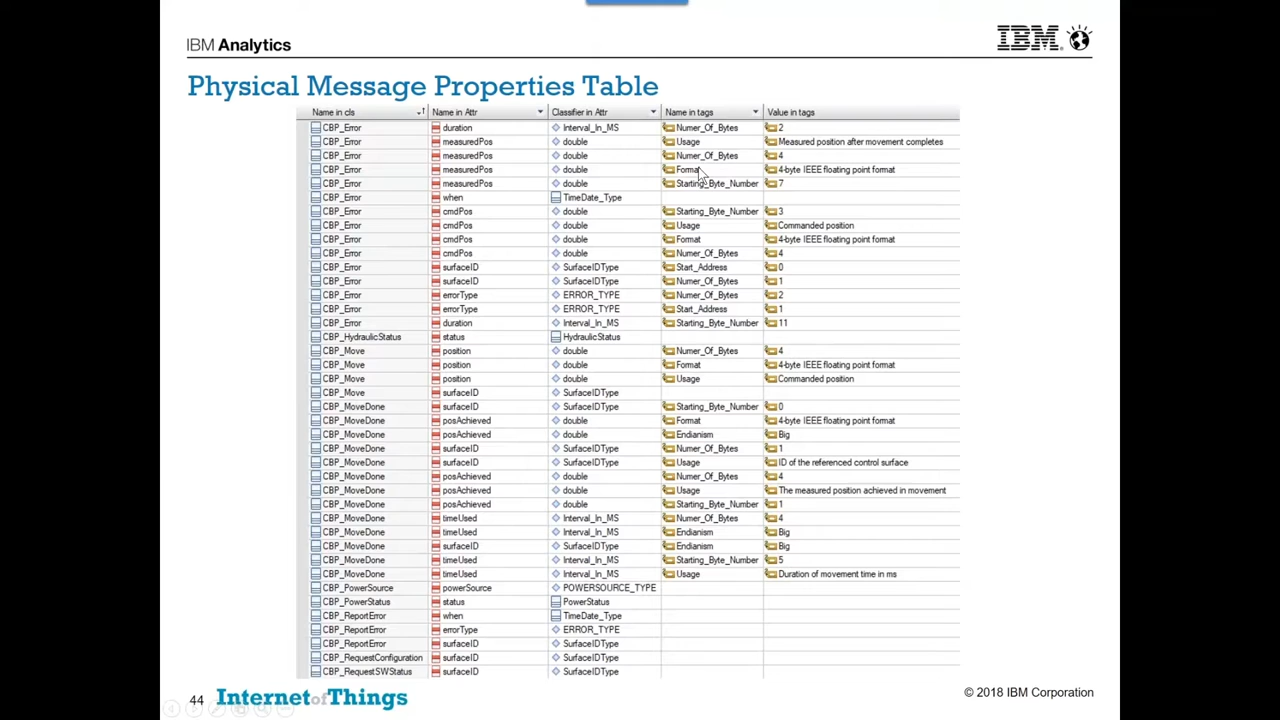 IBM Analytics
IBM
Physical Message Properties Table
Name in cls Name in Attr Classifier in Attr Name in tags Value in tags
CBP_Error duration Interval_In_MS Numer_Of_Bytes 2
CBP_Error measuredPos double Usage Measured position after movement completes
CBP_Error measuredPos double Numer_Of_Bytes 4
CBP_Error measuredPos double Format 4-byte IEEE floating point format
CBP_Error measuredPos double Starting_Byte_Number 7
CBP_Error when TimeDate_Type
CBP_Error cmdPos double Starting_Byte_Number 3
CBP_Error cmdPos double Usage Commanded position
CBP_Error cmdPos double Format 4-byte IEEE floating point format
CBP_Error cmdPos double Numer_Of_Bytes 4
CBP_Error surfaceID SurfaceIDType Start_Address 0
CBP_Error surfaceID SurfaceIDType Numer_Of_Bytes 1
CBP_Error errorType ERROR_TYPE Numer_Of_Bytes 2
CBP_Error errorType ERROR_TYPE Start_Address 1
CBP_Error duration Interval_In_MS Starting_Byte_Number 11
CBP_HydraulicStatus status HydraulicStatus
CBP_Move position double Numer_Of_Bytes 4
CBP_Move position double Format 4-byte IEEE floating point format
CBP_Move position double Usage Commanded position
CBP_Move surfaceID SurfaceIDType
CBP_MoveDone surfaceID SurfaceIDType Starting_Byte_Number 0
CBP_MoveDone posAchieved double Format 4-byte IEEE floating point format
CBP_MoveDone posAchieved double Endianism Big
CBP_MoveDone surfaceID SurfaceIDType Numer_Of_Bytes 1
CBP_MoveDone surfaceID SurfaceIDType Usage ID of the referenced control surface
CBP_MoveDone posAchieved double Numer_Of_Bytes 4
CBP_MoveDone posAchieved double Usage The measured position achieved in movement
CBP_MoveDone posAchieved double Starting_Byte_Number 1
CBP_MoveDone timeUsed Interval_In_MS Numer_Of_Bytes 4
CBP_MoveDone timeUsed Interval_In_MS Endianism Big
CBP_MoveDone surfaceID SurfaceIDType Endianism Big
CBP_MoveDone timeUsed Interval_In_MS Starting_Byte_Number 5
CBP_MoveDone timeUsed Interval_In_MS Usage Duration of movement time in ms
CBP_PowerSource powerSource POWERSOURCE_TYPE
CBP_PowerStatus status PowerStatus
CBP_ReportError when TimeDate_Type
CBP_ReportError errorType ERROR_TYPE
CBP_ReportError surfaceID SurfaceIDType
CBP_RequestConfiguration surfaceID SurfaceIDType
CBP_RequestSWStatus surfaceID SurfaceIDType
44 Internet of Things © 2018 IBM Corporation